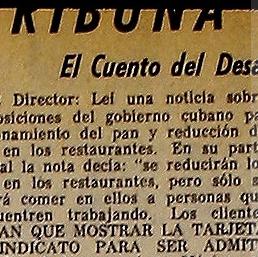 RIBUNA
El Cuento del Desa
Director: Leí una noticia sobr
osiciones del gobierno cubano pa
onamiento del pan y reducción d
en los restaurantes. En su part
al la nota decía: "se reducirán lo
en los restaurantes, pero sólo s
rá comer en ellos a personas qu
uentren trabajando. Los cliente
AN QUE MOSTRAR LA TARJETA
INDICATO PARA SER ADMIT